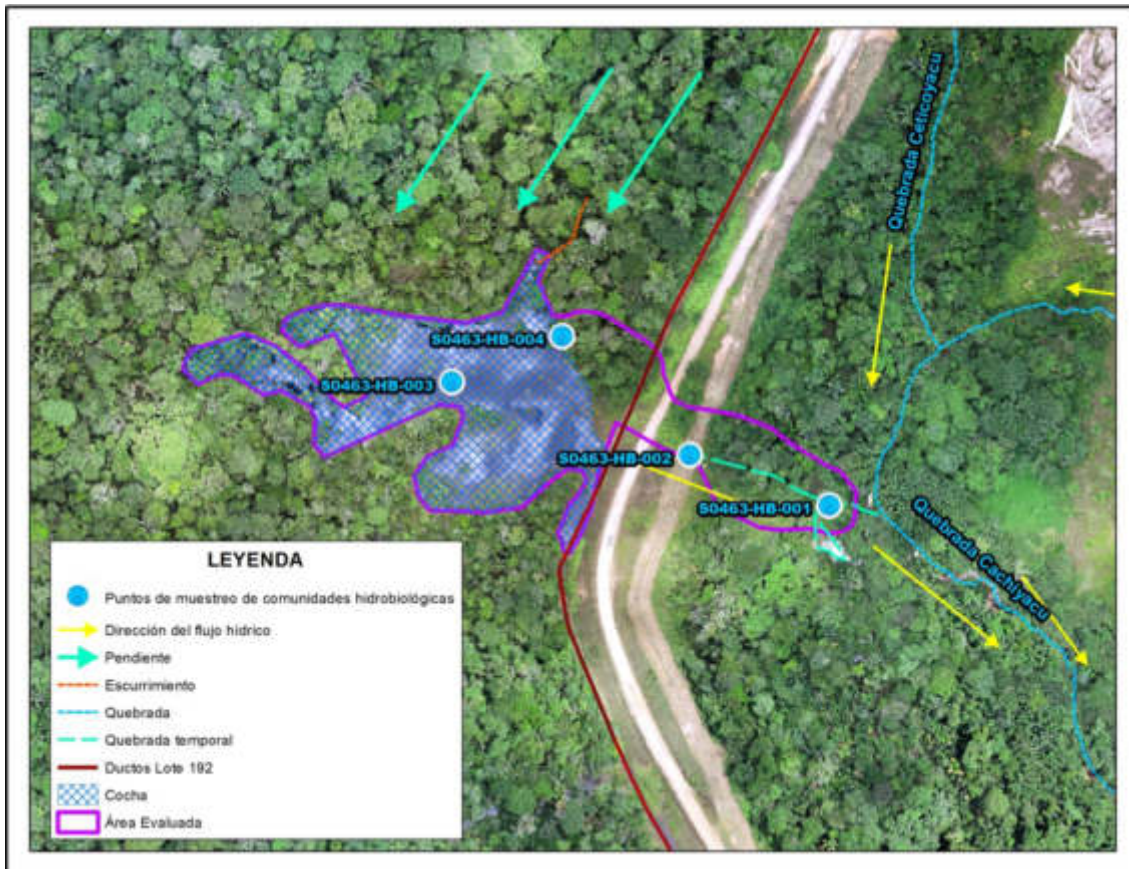 N
Quebrada Ceticoyacu
S0463-HB-004
S0463-HB-003
S0463-HB-002
S0463-HB-001
Quebrada Cachiyacu
LEYENDA
Puntos de muestreo de comunidades hidrobiológicas
Dirección del flujo hídrico
Pendiente
Escurrimiento
Quebrada
Quebrada temporal
Ductos Lote 192
Cocha
Área Evaluada